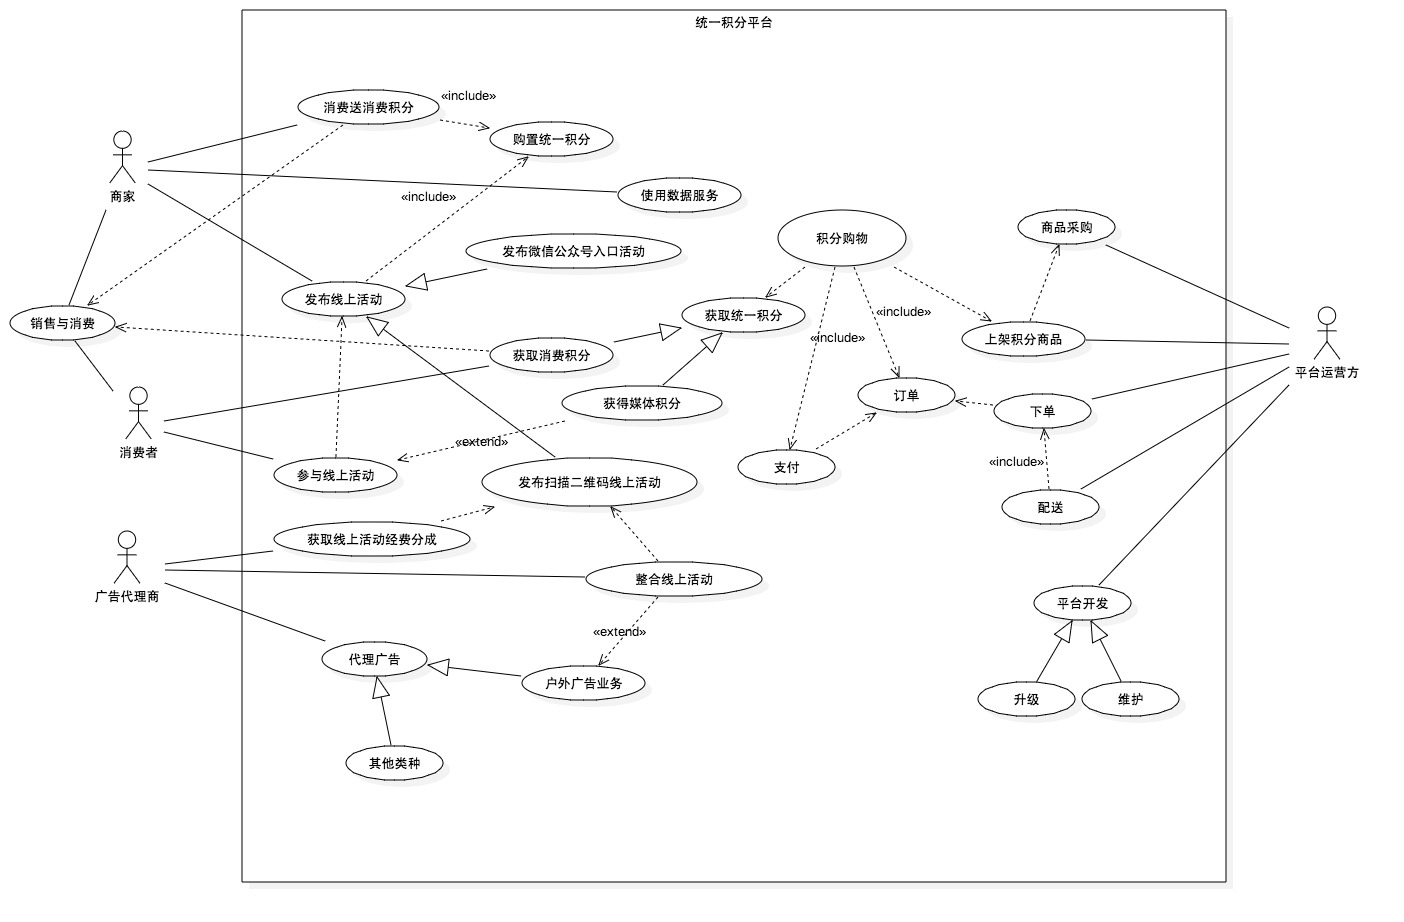 统一积分平台
消费送消费积分
«include»
购置统一积分
商家
«include»
使用数据服务
积分购物
商品采购
发布微信公众号入口活动
发布线上活动
获取统一积分
«include»
销售与消费
«include»
上架积分商品
获取消费积分
平台运营方
获得媒体积分
订单
下单
消费者
«extend»
参与线上活动
支付
«include»
发布扫描二维码线上活动
配送
获取线上活动经费分成
整合线上活动
广告代理商
平台开发
«extend»
代理广告
户外广告业务
升级
维护
其他类种